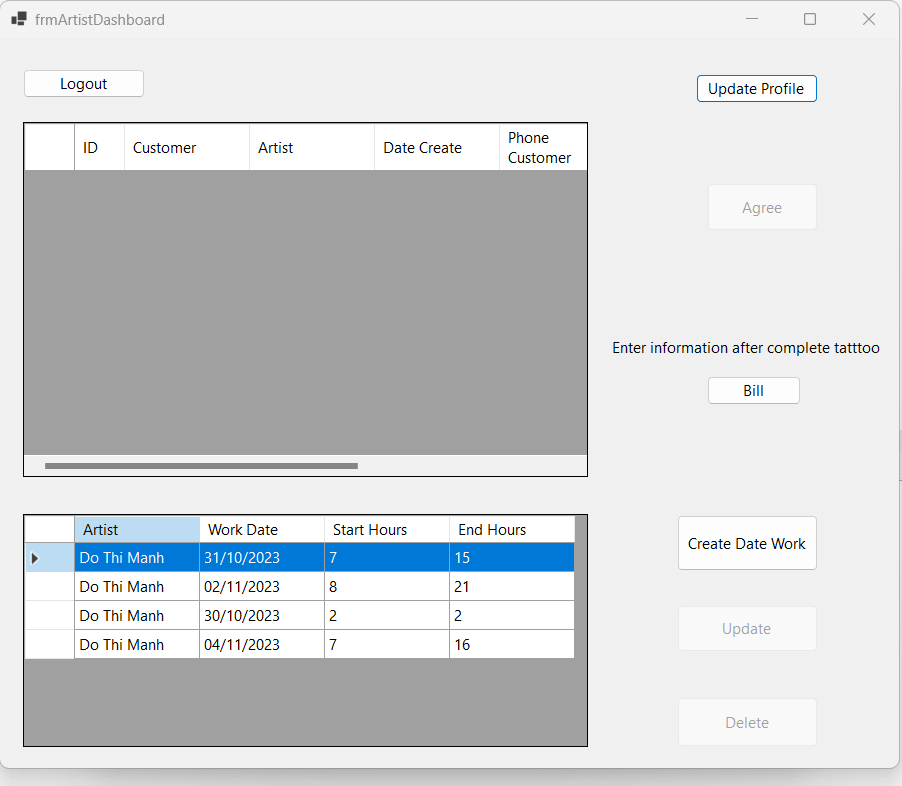 frmArtistDashboard
Logout
Update Profile
ID Customer Artist Date Create Phone Customer
Agree
Enter information after complete tatttoo
Bill
Artist Work Date Start Hours End Hours
Do Thi Manh 31/10/2023 7 15
Do Thi Manh 02/11/2023 8 21
Do Thi Manh 30/10/2023 2 2
Do Thi Manh 04/11/2023 7 16
Create Date Work
Update
Delete